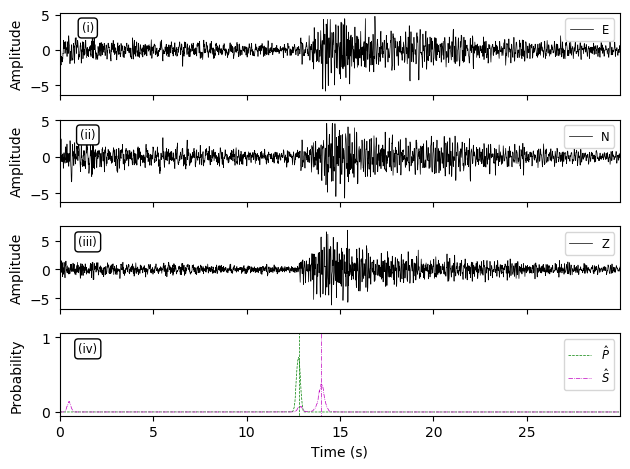 Amplitude
5
0
−5
(i)
E
Amplitude
5
0
−5
(ii)
N
Amplitude
5
0
−5
(iii)
Z
Probability
1
0
(iv)
P̂
Ŝ
0 5 10 15 20 25
Time (s)